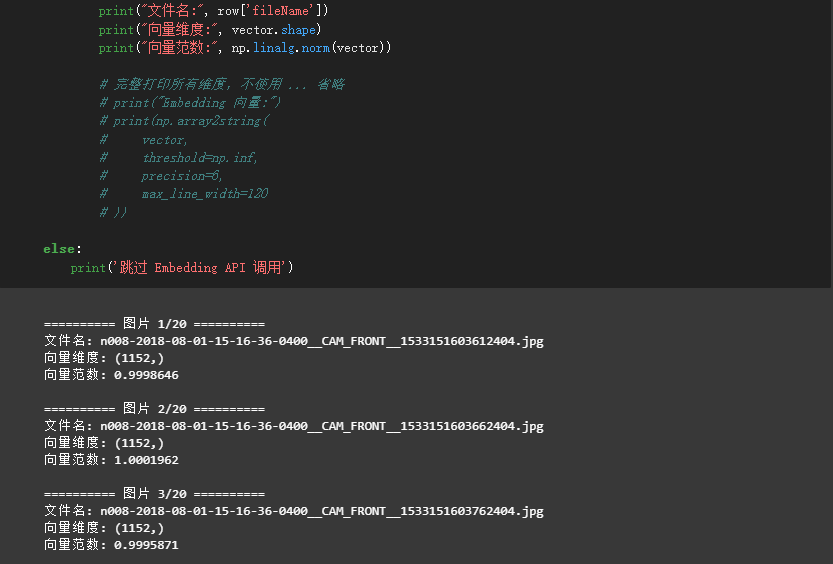 print("文件名:", row['fileName'])
print("向量维度:", vector.shape)
print("向量范数:", np.linalg.norm(vector))
# 完整打印所有维度, 不使用 ... 省略
# print("Embedding 向量:")
# print(np.array2string(
#     vector,
#     threshold=np.inf,
#     precision=6,
#     max_line_width=120
# ))
else:
print('跳过 Embedding API 调用')
========== 图片 1/20 ==========
文件名: n008-2018-08-01-15-16-36-0400__CAM_FRONT__1533151603612404.jpg
向量维度: (1152,)
向量范数: 0.9998646
========== 图片 2/20 ==========
文件名: n008-2018-08-01-15-16-36-0400__CAM_FRONT__1533151603662404.jpg
向量维度: (1152,)
向量范数: 1.0001962
========== 图片 3/20 ==========
文件名: n008-2018-08-01-15-16-36-0400__CAM_FRONT__1533151603762404.jpg
向量维度: (1152,)
向量范数: 0.9995871